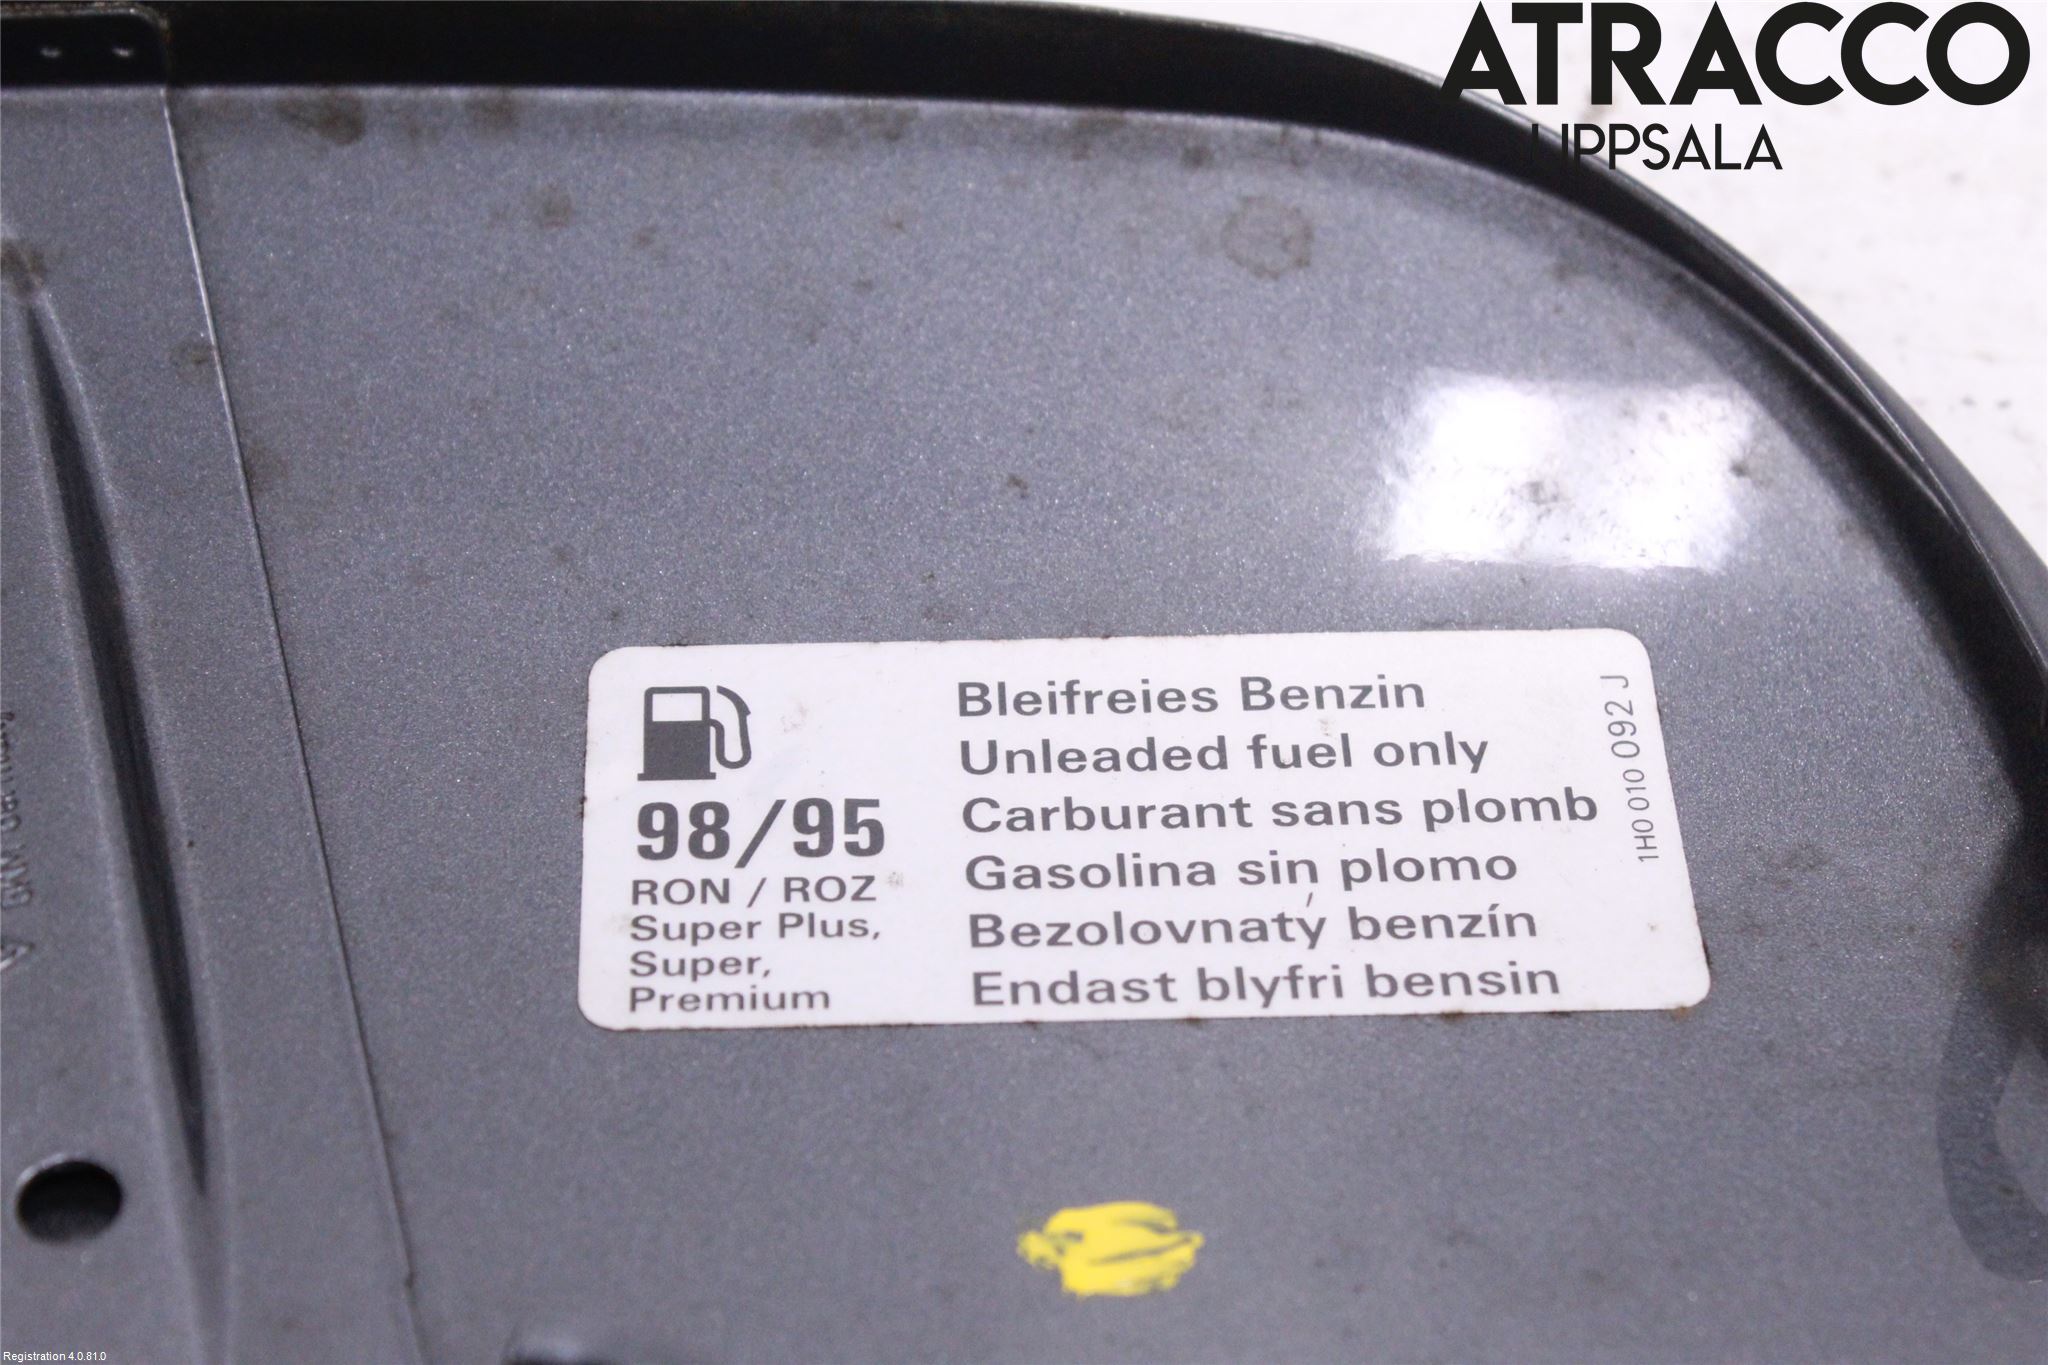 ATRACCO
UPPSALA
98/95
RON / ROZ
Super Plus,
Super,
Premium
Bleifreies Benzin
Unleaded fuel only
Carburant sans plomb
Gasolina sin plomo
Bezolovnatý benzín
Endast blyfri bensin
1H0 010 092 J
Registration 4.0.81.0